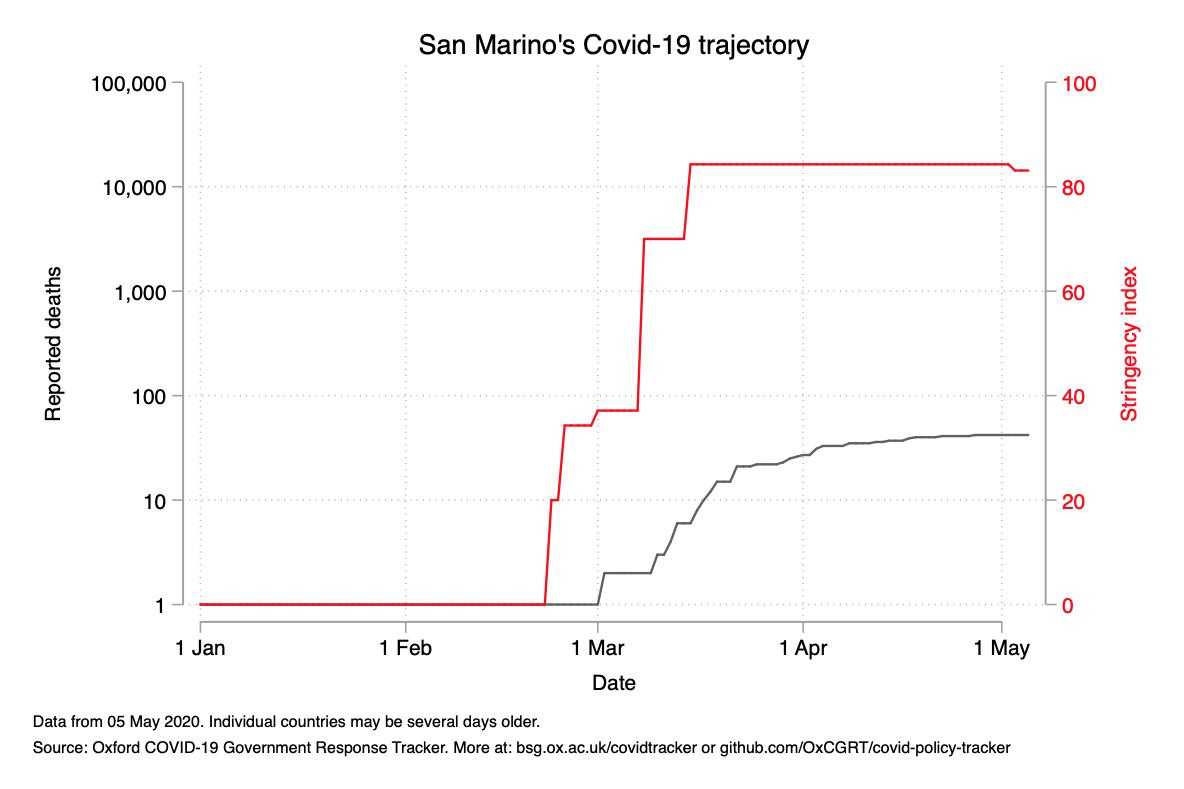 San Marino's Covid-19 trajectory
100,000
10,000
1,000
100
10
1
Reported deaths
100
80
60
40
20
0
Stringency index
1 Jan
1 Feb
1 Mar
1 Apr
1 May
Date
Data from 05 May 2020. Individual countries may be several days older.
Source: Oxford COVID-19 Government Response Tracker. More at: bsg.ox.ac.uk/covidtracker or github.com/OxCGRT/covid-policy-tracker